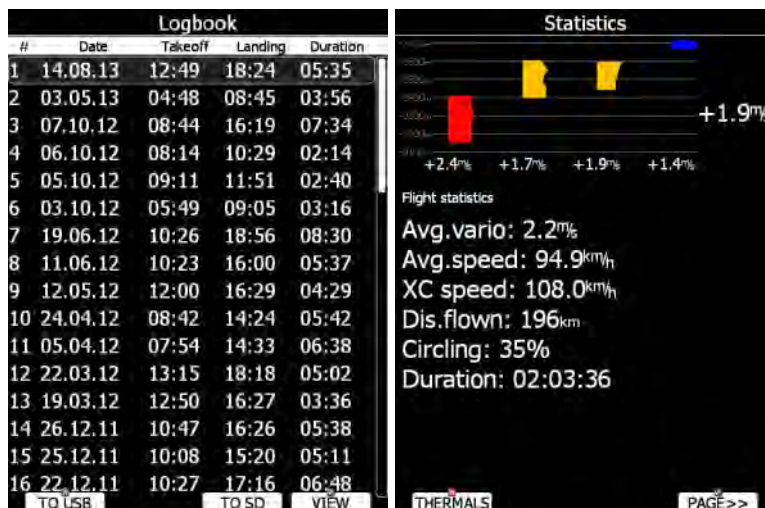 Logbook
# Date Takeoff Landing Duration
1 14.08.13 12:49 18:24 05:35
2 03.05.13 04:48 08:45 03:56
3 07.10.12 08:44 16:19 07:34
4 06.10.12 08:14 10:29 02:14
5 05.10.12 09:11 11:51 02:40
6 03.10.12 05:49 09:05 03:16
7 19.06.12 10:26 18:56 08:30
8 11.06.12 10:23 16:00 05:37
9 12.05.12 12:00 16:29 04:29
10 24.04.12 08:42 14:24 05:42
11 05.04.12 07:54 14:33 06:38
12 22.03.12 13:15 18:18 05:02
13 19.03.12 12:50 16:27 03:36
14 26.12.11 10:47 16:26 05:38
15 25.12.11 10:08 15:20 05:11
16 22.12.11 10:27 17:16 06:48
TO USB TO SD VIEW
Statistics
+1.9m/s
+2.4m/s +1.7m/s +1.9m/s +1.4m/s
Flight statistics
Avg.vario: 2.2m/s
Avg.speed: 94.9km/h
XC speed: 108.0km/h
Dis.flown: 196km
Circling: 35%
Duration: 02:03:36
THERMALS PAGE>>